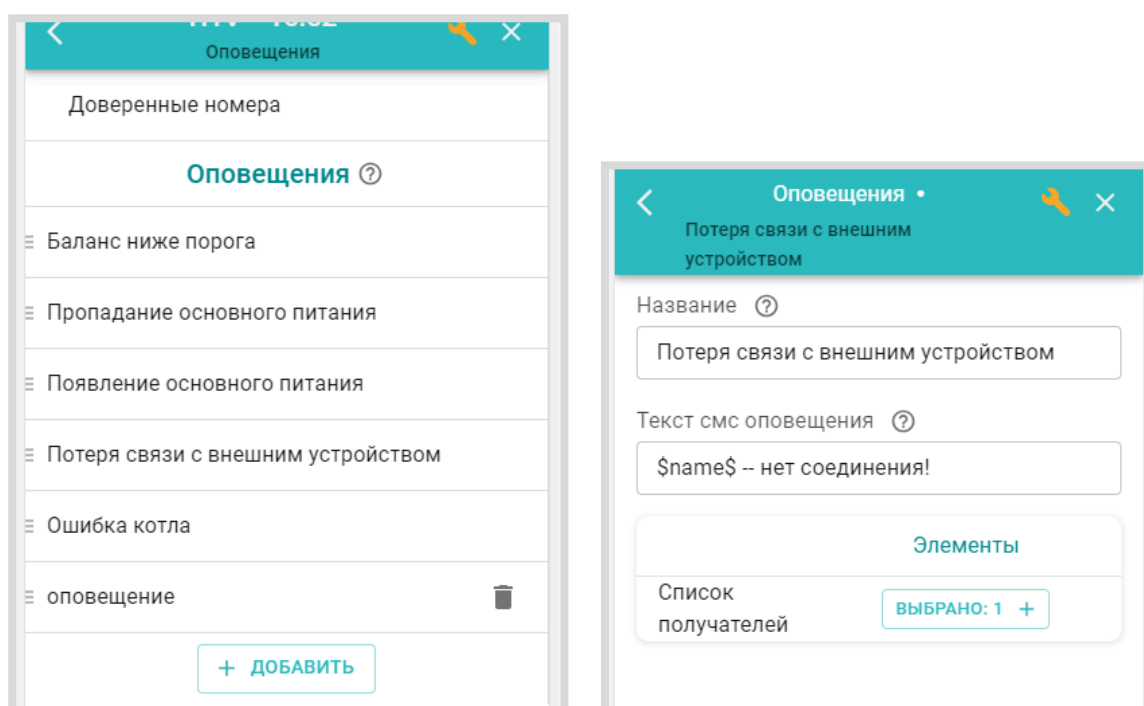 Оповещения
Доверенные номера
Оповещения
Баланс ниже порога
Пропадание основного питания
Появление основного питания
Потеря связи с внешним устройством
Ошибка котла
оповещение
+ ДОБАВИТЬ
Оповещения •
Потеря связи с внешним
устройством
Название
Потеря связи с внешним устройством
Текст смс оповещения
$name$ -- нет соединения!
Элементы
Список
получателей
ВЫБРАНО: 1 +